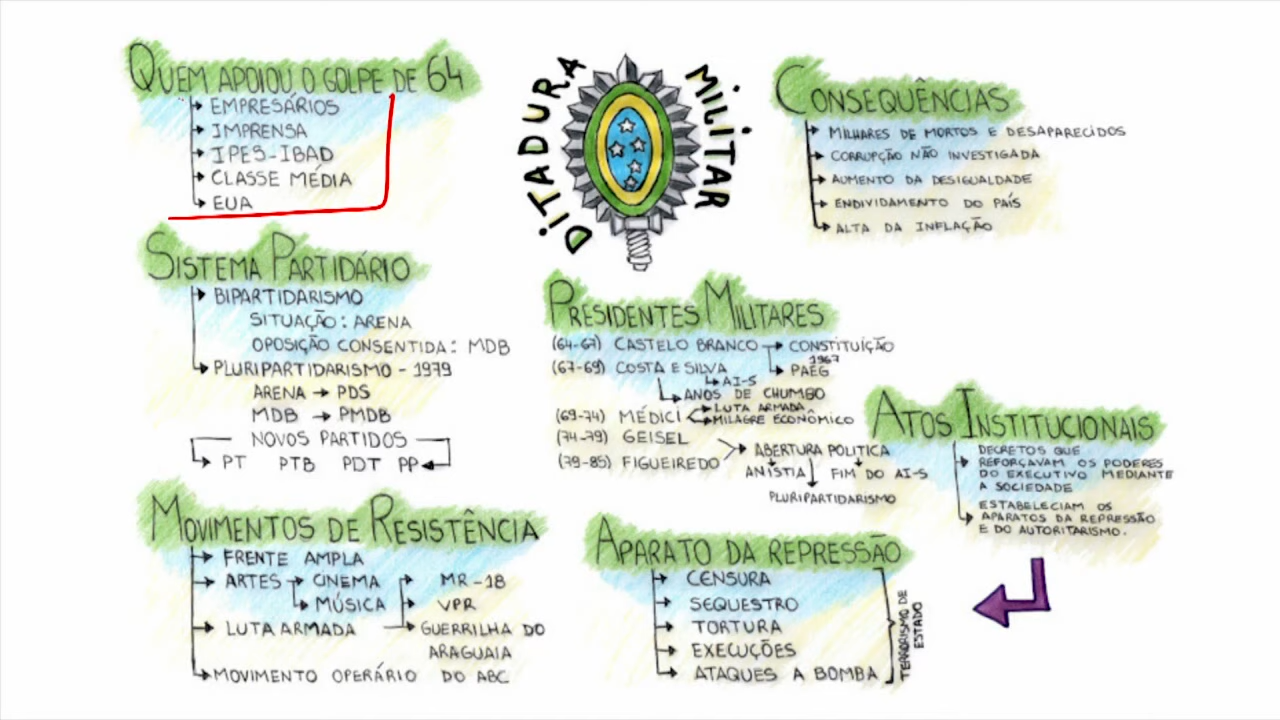 QUEM APOIOU O GOLPE DE 64
EMPRESÁRIOS
IMPRENSA
IPES-IBAD
CLASSE MÉDIA
EUA
DITADURA MILITAR
CONSEQUÊNCIAS
MILHARES DE MORTOS E DESAPARECIDOS
CORRUPÇÃO NÃO INVESTIGADA
AUMENTO DA DESIGUALDADE
ENDIVIDAMENTO DO PAÍS
ALTA DA INFLAÇÃO
SISTEMA PARTIDÁRIO
BIPARTIDARISMO
SITUAÇÃO: ARENA
OPOSIÇÃO CONSENTIDA: MDB
PLURIPARTIDARISMO - 1979
ARENA → PDS
MDB → PMDB
NOVOS PARTIDOS
PT PTB PDT PP
PRESIDENTES MILITARES
(64-67) CASTELO BRANCO → CONSTITUIÇÃO
1967
PAEG
(67-69) COSTA E SILVA
AI-5
ANOS DE CHUMBO
LUTA ARMADA
(69-74) MÉDICI
MILAGRE ECONÔMICO
(74-79) GEISEL
ABERTURA POLITICA
(79-85) FIGUEIREDO
ANISTIA FIM DO AI-5
PLURIPARTIDARISMO
ATOS INSTITUCIONAIS
DECRETOS QUE
REFORÇAVAM OS PODERES
DO EXECUTIVO MEDIANTE
A SOCIEDADE
ESTABELECIAM OS
APARATOS DA REPRESSÃO
E DO AUTORITARISMO.
MOVIMENTOS DE RESISTÊNCIA
FRENTE AMPLA
ARTES → CINEMA
MÚSICA
LUTA ARMADA
MR-18
VPR
GUERRILHA DO
ARAGUAIA
MOVIMENTO OPERÁRIO DO ABC
APARATO DA REPRESSÃO
CENSURA
SEQUESTRO
TORTURA
EXECUÇÕES
ATAQUES A BOMBA
TERRORISMO DE
ESTADO